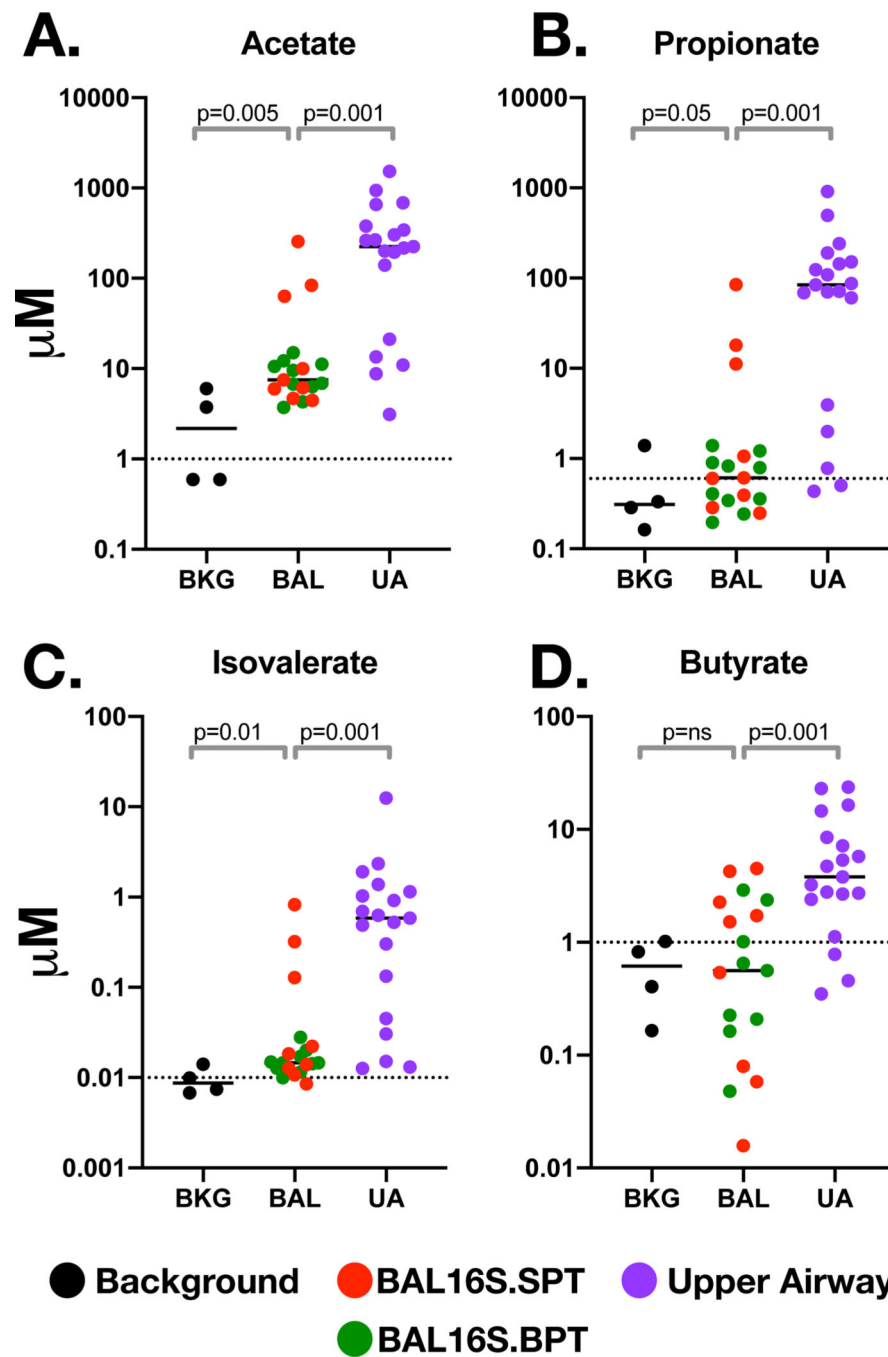 A. Acetate
p=0.005 p=0.001
10000
1000
100
10
1
0.1
μM
BKG BAL UA
B. Propionate
p=0.05 p=0.001
10000
1000
100
10
1
0.1
BKG BAL UA
C. Isovalerate
p=0.01 p=0.001
100
10
1
0.1
0.01
0.001
μM
BKG BAL UA
D. Butyrate
p=ns p=0.001
100
10
1
0.1
0.01
BKG BAL UA
Background BAL16S.SPT Upper Airway
BAL16S.BPT